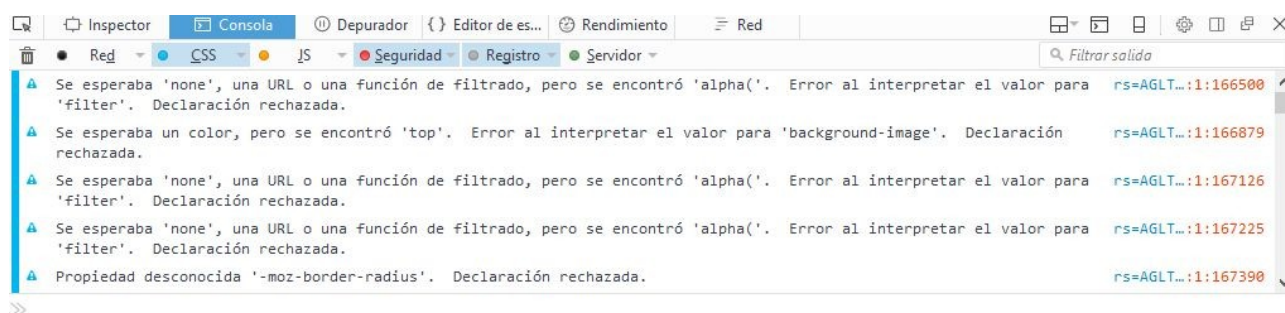 Inspector Consola Depurador { } Editor de es... Rendimiento Red
Red CSS JS Seguridad Registro Servidor Filtrar salida
Se esperaba 'none', una URL o una función de filtrado, pero se encontró 'alpha('. Error al interpretar el valor para rs=AGLT…:1:166500
'filter'. Declaración rechazada.
Se esperaba un color, pero se encontró 'top'. Error al interpretar el valor para 'background-image'. Declaración rs=AGLT…:1:166879
rechazada.
Se esperaba 'none', una URL o una función de filtrado, pero se encontró 'alpha('. Error al interpretar el valor para rs=AGLT…:1:167126
'filter'. Declaración rechazada.
Se esperaba 'none', una URL o una función de filtrado, pero se encontró 'alpha('. Error al interpretar el valor para rs=AGLT…:1:167225
'filter'. Declaración rechazada.
Propiedad desconocida '-moz-border-radius'. Declaración rechazada. rs=AGLT…:1:167390